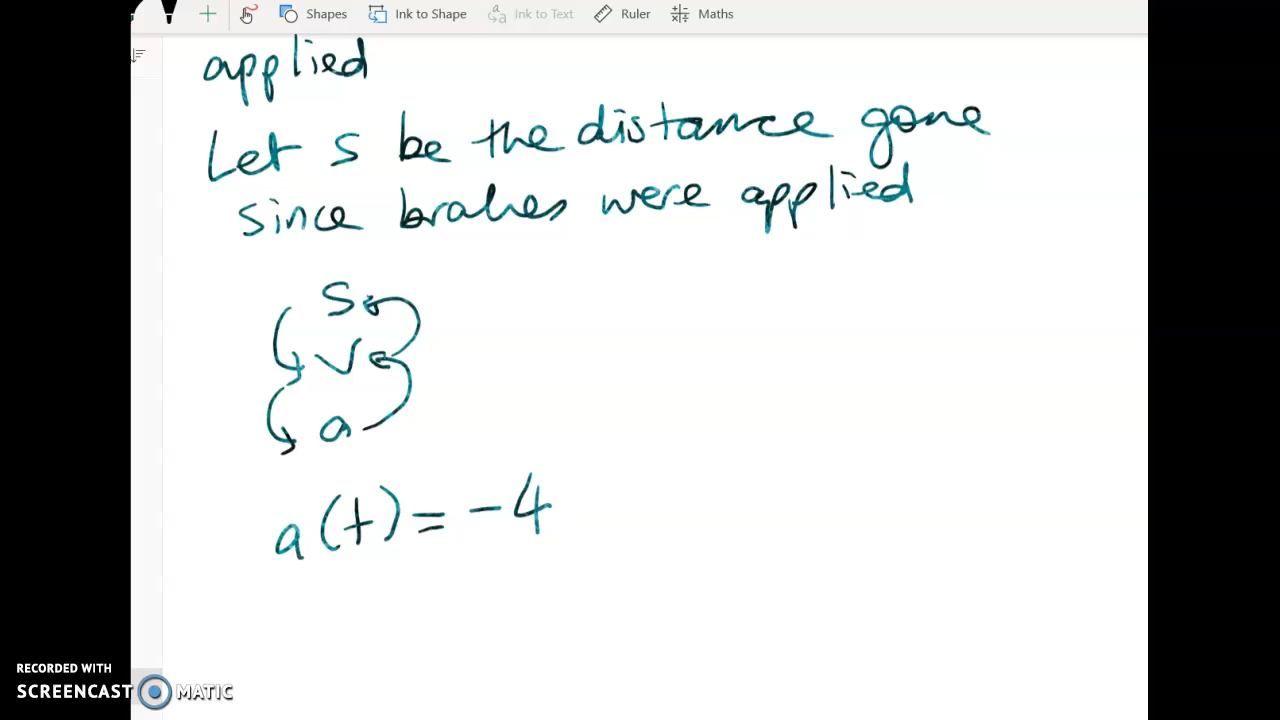 Shapes Ink to Shape Ink to Text Ruler Maths
applied
Let s be the distance gone
since brakes were applied
s
v
a
a(t) = -4
RECORDED WITH
SCREENCAST MATIC